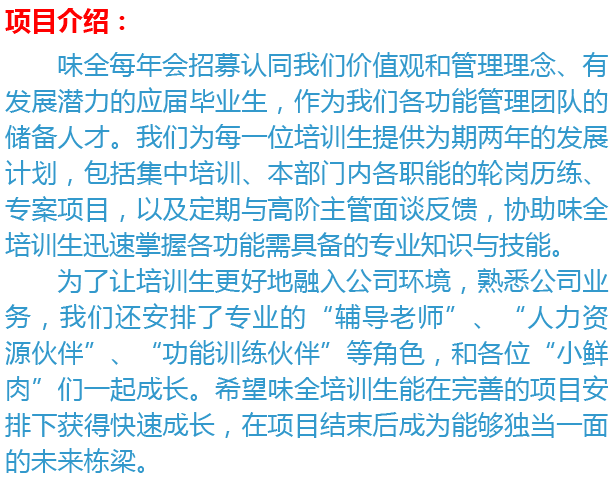 项目介绍：
味全每年会招募认同我们价值观和管理理念、有
发展潜力的应届毕业生，作为我们各功能管理团队的
储备人才。我们为每一位培训生提供为期两年的发展
计划，包括集中培训、本部门内各职能的轮岗历练、
专案项目，以及定期与高阶主管面谈反馈，协助味全
培训生迅速掌握各功能需具备的专业知识与技能。
为了让培训生更好地融入公司环境，熟悉公司业
务，我们还安排了专业的“辅导老师”、“人力资
源伙伴”、“功能训练伙伴”等角色，和各位“小鲜
肉”们一起成长。希望味全培训生能在完善的项目安
排下获得快速成长，在项目结束后成为能够独当一面
的未来栋梁。